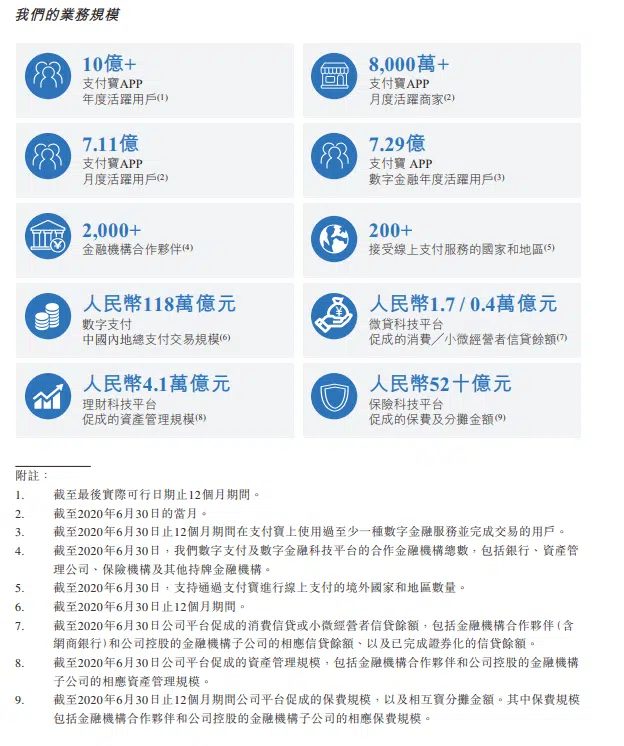 我們的業務規模
10億+
支付寶APP
年度活躍用戶(1)
8,000萬+
支付寶APP
月度活躍商家(2)
7.11億
支付寶APP
月度活躍用戶(2)
7.29億
支付寶 APP
數字金融年度活躍用戶(3)
2,000+
金融機構合作夥伴(4)
200+
接受線上支付服務的國家和地區(5)
人民幣118萬億元
數字支付
中國內地總支付交易規模(6)
人民幣1.7 / 0.4萬億元
微貸科技平台
促成的消費／小微經營者信貸餘額(7)
人民幣4.1萬億元
理財科技平台
促成的資產管理規模(8)
人民幣52十億元
保險科技平台
促成的保費及分攤金額(9)
附註：
1. 截至最後實際可行日期止12個月期間。
2. 截至2020年6月30日的當月。
3. 截至2020年6月30日止12個月期間在支付寶上使用過至少一種數字金融服務並完成交易的用戶。
4. 截至2020年6月30日，我們數字支付及數字金融科技平台的合作金融機構總數，包括銀行、資產管
理公司、保險機構及其他持牌金融機構。
5. 截至2020年6月30日，支持通過支付寶進行線上支付的境外國家和地區數量。
6. 截至2020年6月30日止12個月期間。
7. 截至2020年6月30日公司平台促成的消費信貸或小微經營者信貸餘額，包括金融機構合作夥伴(含
網商銀行)和公司控股的金融機構子公司的相應信貸餘額、以及已完成證券化的信貸餘額。
8. 截至2020年6月30日公司平台促成的資產管理規模，包括金融機構合作夥伴和公司控股的金融機構
子公司的相應資產管理規模。
9. 截至2020年6月30日止12個月期間公司平台促成的保費規模，以及相互寶分攤金額。其中保費規模
包括金融機構合作夥伴和公司控股的金融機構子公司的相應保費規模。